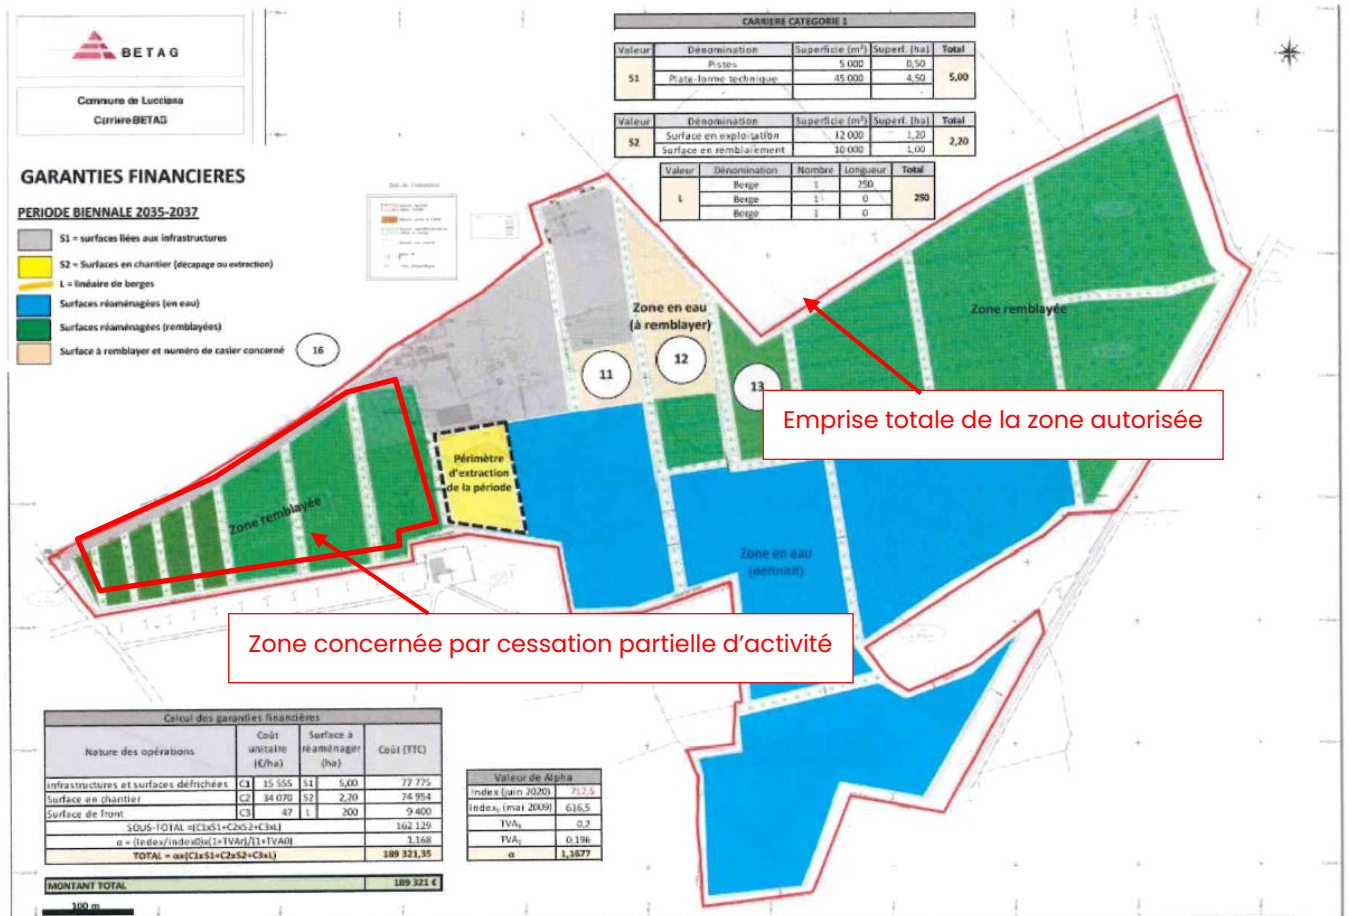 BETAG
Commune de Lucciana
Carrière BETAG
GARANTIES FINANCIERES
PERIODE BIENNALE 2035-2037
S1 = surfaces liées aux infrastructures
S2 = Surfaces en chantier (décapage ou extraction)
L = linéaire de berges
Surfaces réaménagées (en eau)
Surfaces réaménagées (remblayées)
Surface à remblayer et numéro de casier concerné
16
CARRIERE CATEGORIE 1
Valeur Dénomination Superficie (m²) Superf. (ha) Total
S1 Pistes 5 000 0,50 5,00
Plate-forme technique 45 000 4,50
- -
Valeur Dénomination Superficie (m²) Superf. (ha) Total
S2 Surface en exploitation 12 000 1,20 2,20
Surface en remblaiement 10 000 1,00
Valeur Dénomination Nombre Longueur Total
L Berge 1 250 250
Berge 1 0
Berge 1 0
Zone en eau
(à remblayer)
Zone remblayée
11
12
13
Emprise totale de la zone autorisée
Périmètre
d'extraction
de la période
Zone remblayée
Zone en eau
(définitif)
Zone concernée par cessation partielle d'activité
Calcul des garanties financières
Nature des opérations Coût unitaire (€/ha) Surface à réaménager (ha) Coût (TTC)
Infrastructures et surfaces défrichées C1 15 555 S1 5,00 77 775
Surface en chantier C2 34 070 S2 2,20 74 954
Surface de front C3 47 L 200 9 400
SOUS-TOTAL =(C1xS1+C2xS2+C3xL) 162 129
α = (Index/Index0)x(1+TVAr)/(1+TVA0) 1,168
TOTAL = αx(C1xS1+C2xS2+C3xL) 189 321,35
MONTANT TOTAL 189 321 €
Valeur de Alpha
Index (juin 2020) 717,5
Index₀ (mai 2009) 616,5
TVAᵣ 0,2
TVA₀ 0,196
α 1,1677
100 m